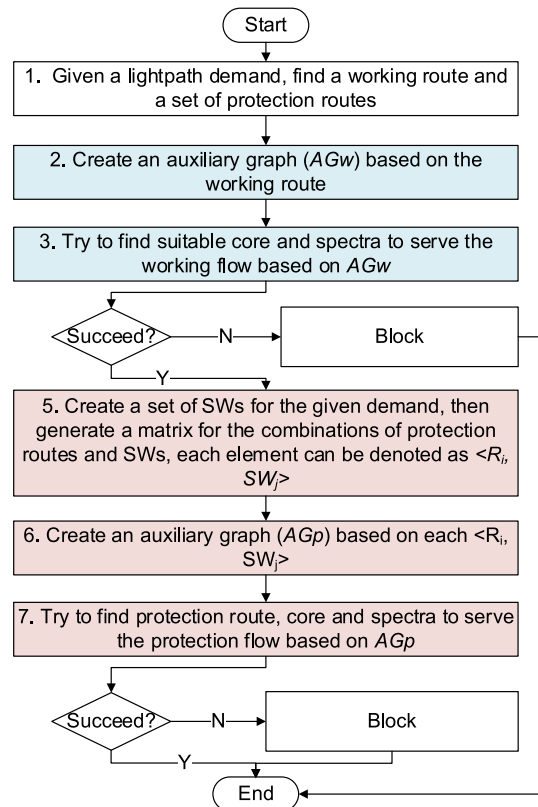 Start
1. Given a lightpath demand, find a working route and
a set of protection routes
2. Create an auxiliary graph (AGw) based on the
working route
3. Try to find suitable core and spectra to serve the
working flow based on AGw
Succeed?
N
Block
Y
5. Create a set of SWs for the given demand, then
generate a matrix for the combinations of protection
routes and SWs, each element can be denoted as <Ri,
SWj>
6. Create an auxiliary graph (AGp) based on each <Ri,
SWj>
7. Try to find protection route, core and spectra to serve
the protection flow based on AGp
Succeed?
N
Block
Y
End